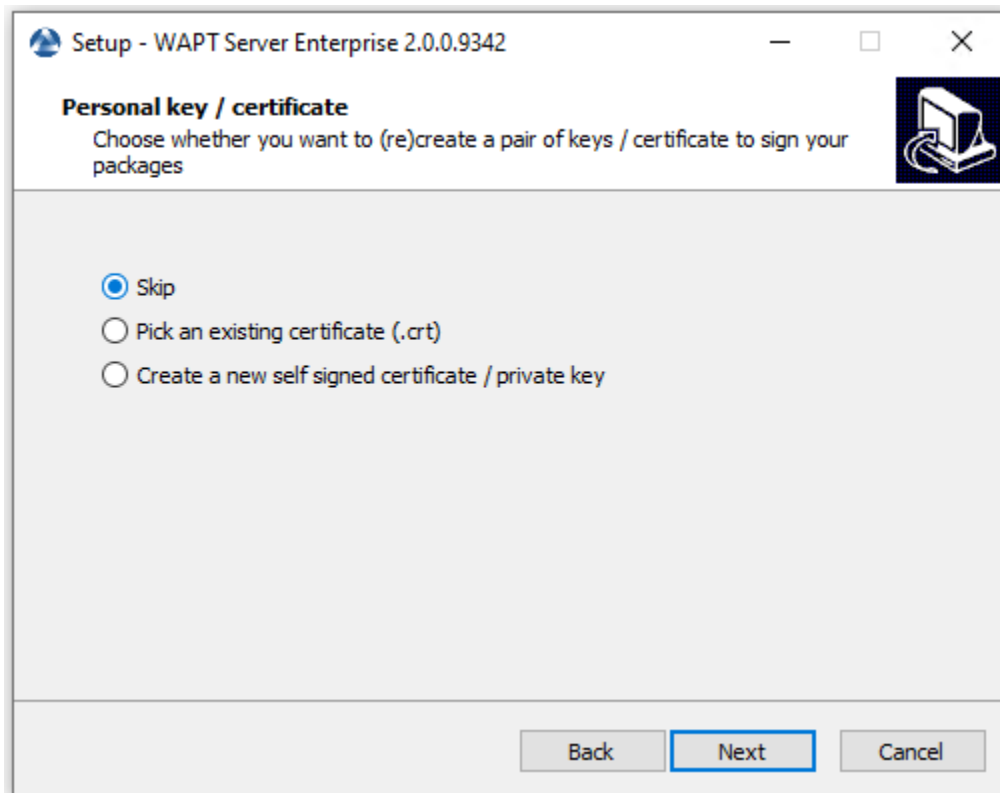 Setup - WAPT Server Enterprise 2.0.0.9342
Personal key / certificate
Choose whether you want to (re)create a pair of keys / certificate to sign your
packages
Skip
Pick an existing certificate (.crt)
Create a new self signed certificate / private key
Back Next Cancel